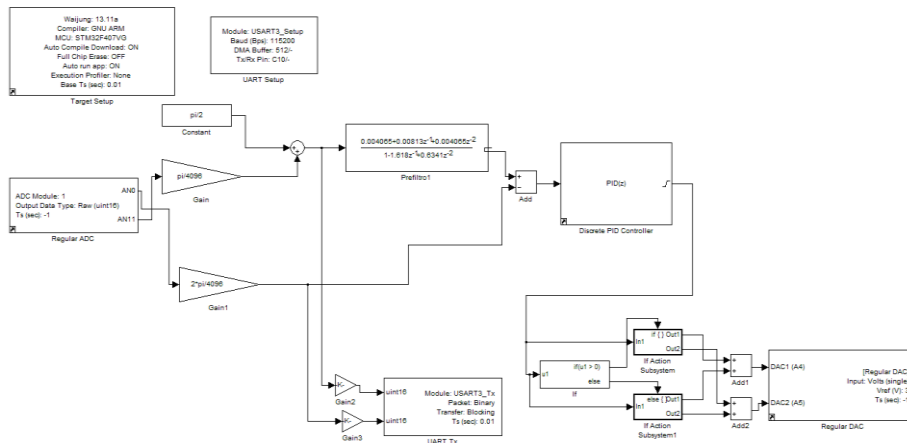 Waijung: 13.11a
Compiler: GNU ARM
MCU: STM32F407VG
Auto Compile Download: ON
Full Chip Erase: OFF
Auto run app: ON
Execution Profiler: None
Base Ts (sec): 0.01
Target Setup
Module: USART3_Setup
Baud (Bps): 115200
DMA Buffer: 512/-
Tx/Rx Pin: C10/-
UART Setup
pi/2
Constant
pi/4096
Gain
0.004065+0.00813z-1+0.004065z-2
1-1.618z-1+0.6341z-2
Prefiltro1
Add
PID(z)
Discrete PID Controller
ADC Module: 1
Output Data Type: Raw (uint16)
Ts (sec): -1
AN0
AN11
Regular ADC
2*pi/4096
Gain1
-K-
Gain2
-K-
Gain3
uint16
uint16
Module: USART3_Tx
Packet: Binary
Transfer: Blocking
Ts (sec): 0.01
UART Tx
u1
if(u1 > 0)
else
If
In1
if { }
Out1
Out2
If Action
Subsystem
In1
else { }
Out1
Out2
If Action
Subsystem1
Add1
Add2
DAC1 (A4)
DAC2 (A5)
[Regular DAC
Input: Volts (single
Vref (V): 3
Ts (sec): -
Regular DAC